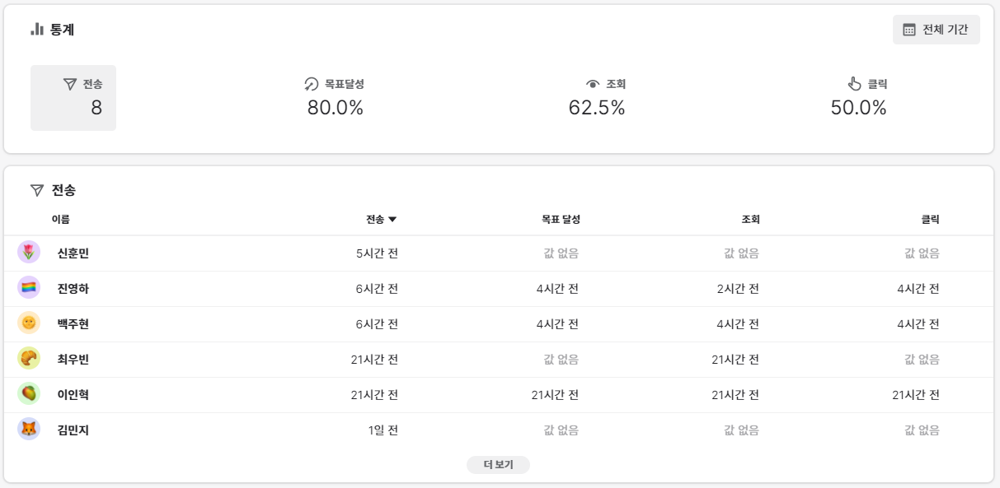 통계
전체 기간
전송 목표달성 조회 클릭
8 80.0% 62.5% 50.0%
전송
이름 전송 목표 달성 조회 클릭
신훈민 5시간 전 값 없음 값 없음 값 없음
진영하 6시간 전 4시간 전 2시간 전 4시간 전
백주현 6시간 전 4시간 전 4시간 전 4시간 전
최우빈 21시간 전 값 없음 21시간 전 값 없음
이인혁 21시간 전 21시간 전 21시간 전 21시간 전
김민지 1일 전 값 없음 값 없음 값 없음
더 보기